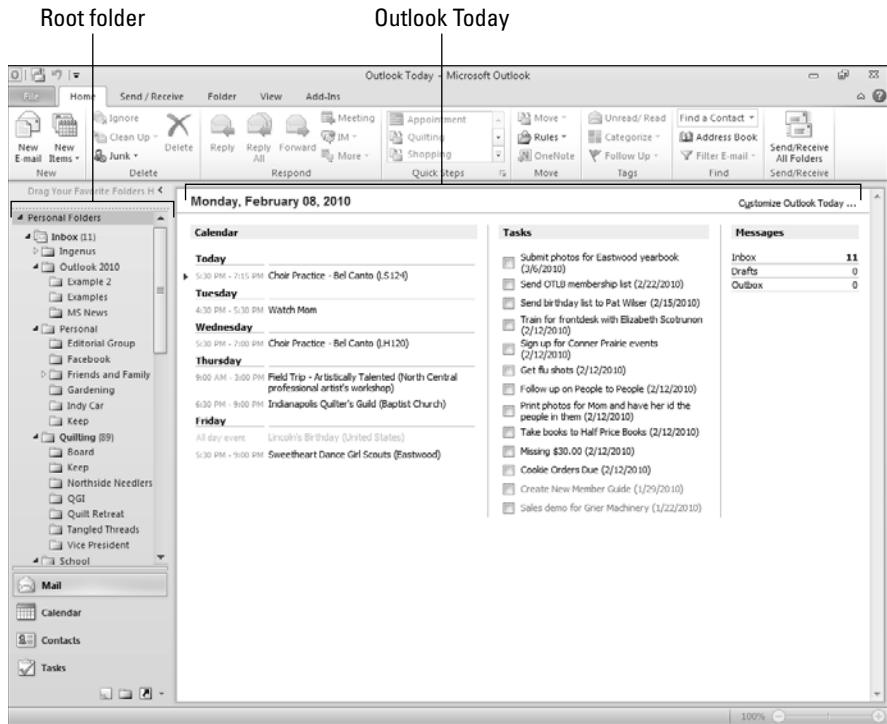 Root folder
Outlook Today
Outlook Today - Microsoft Outlook
File Home Send / Receive Folder View Add-Ins
New E-mail
New Items
New
Ignore
Clean Up
Junk
Delete
Delete
Reply
Reply All
Forward
Meeting
IM
More
Respond
Appointment
Quilting
Shopping
Quick Steps
Move
Rules
OneNote
Move
Unread/ Read
Categorize
Follow Up
Tags
Find a Contact
Address Book
Filter E-mail
Find
Send/Receive All Folders
Send/Receive
Drag Your Favorite Folders H
Personal Folders
Inbox (11)
Ingenus
Outlook 2010
Example 2
Examples
MS News
Personal
Editorial Group
Facebook
Friends and Family
Gardening
Indy Car
Keep
Quilting (89)
Board
Keep
Northside Needlers
QGI
Quilt Retreat
Tangled Threads
Vice President
School
Mail
Calendar
Contacts
Tasks
Monday, February 08, 2010
Customize Outlook Today ...
Calendar
Today
5:30 PM - 7:15 PM Choir Practice - Bel Canto (LS124)
Tuesday
4:30 PM - 5:30 PM Watch Mom
Wednesday
5:30 PM - 7:00 PM Choir Practice - Bel Canto (LH120)
Thursday
9:00 AM - 3:00 PM Field Trip - Artistically Talented (North Central
professional artist's workshop)
6:30 PM - 9:00 PM Indianapolis Quilter's Guild (Baptist Church)
Friday
All day event Lincoln's Birthday (United States)
5:30 PM - 9:00 PM Sweetheart Dance Girl Scouts (Eastwood)
Tasks
Submit photos for Eastwood yearbook
(3/6/2010)
Send OTLB membership list (2/22/2010)
Send birthday list to Pat Wilser (2/15/2010)
Train for frontdesk with Elizabeth Scotrunon
(2/12/2010)
Sign up for Conner Prairie events
(2/12/2010)
Get flu shots (2/12/2010)
Follow up on People to People (2/12/2010)
Print photos for Mom and have her id the
people in them (2/12/2010)
Take books to Half Price Books (2/12/2010)
Missing $30.00 (2/12/2010)
Cookie Orders Due (2/12/2010)
Create New Member Guide (1/29/2010)
Sales demo for Grier Machinery (1/22/2010)
Messages
Inbox 11
Drafts 0
Outbox 0
100%